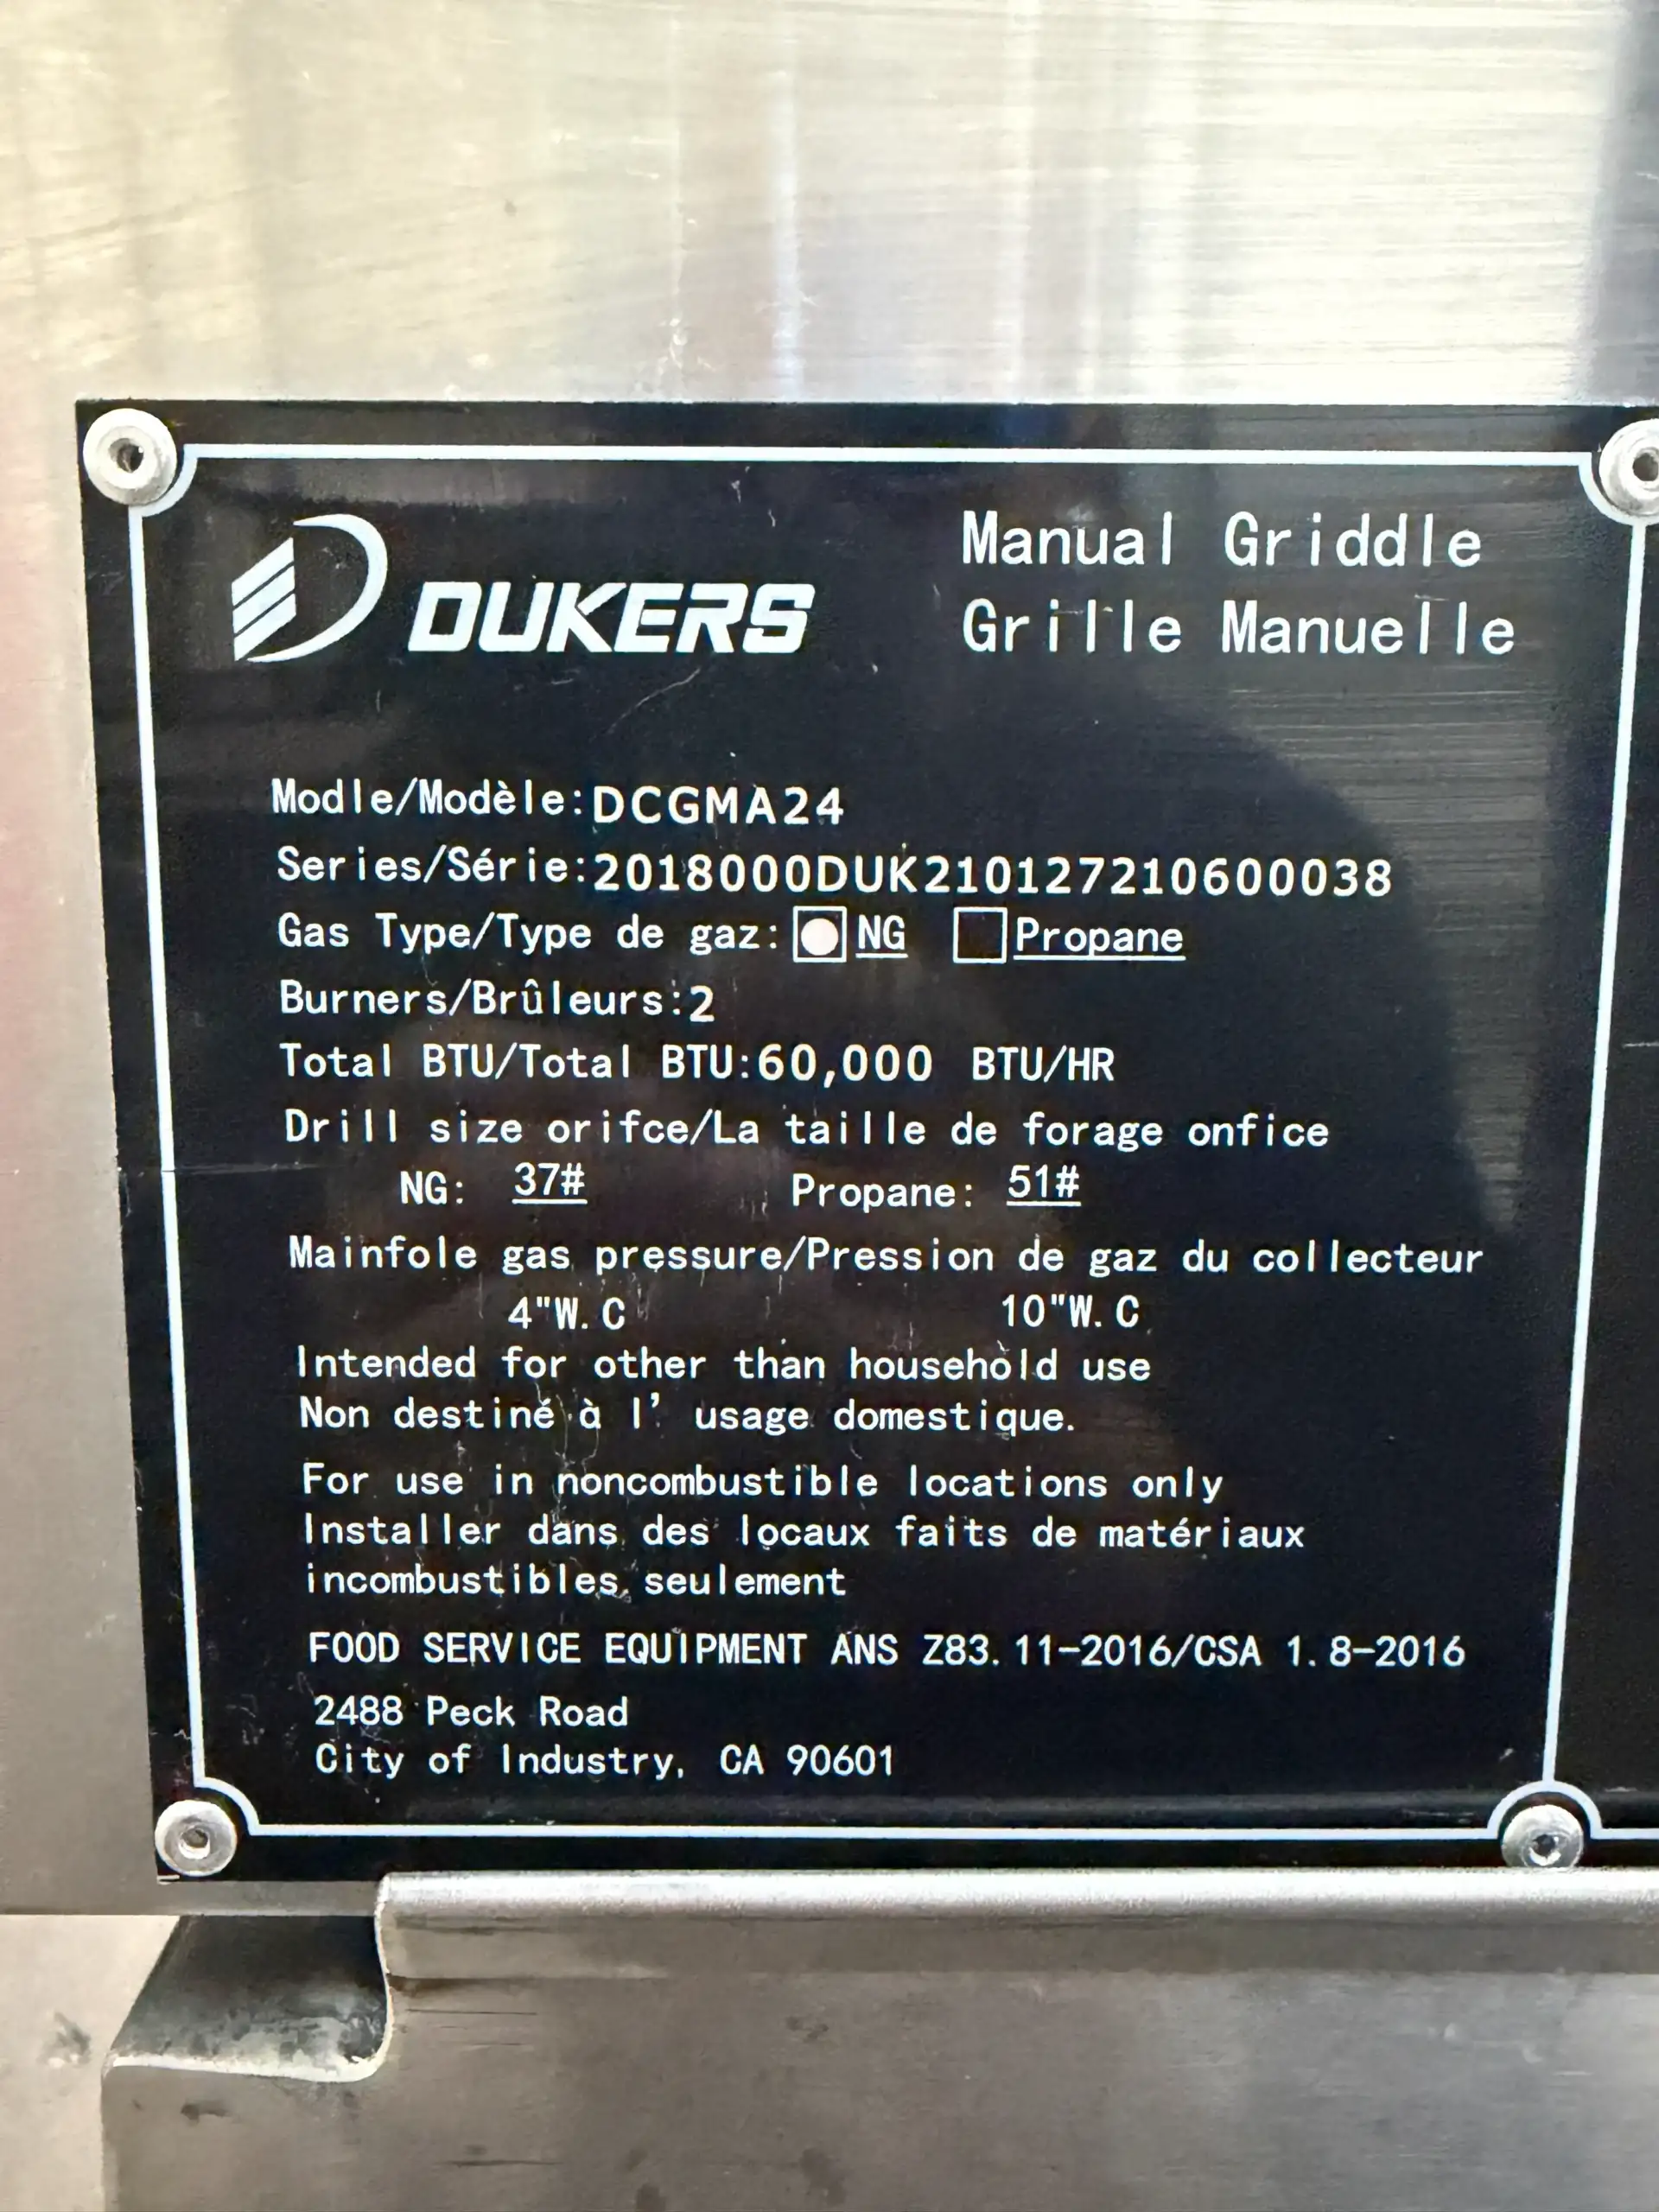 DUKERS
Manual Griddle
Grille Manuelle
Modle/Modèle:DCGMA24
Series/Série:2018000DUK210127210600038
Gas Type/Type de gaz: NG Propane
Burners/Brûleurs:2
Total BTU/Total BTU:60,000 BTU/HR
Drill size orifce/La taille de forage onfice
NG: 37# Propane: 51#
Mainfole gas pressure/Pression de gaz du collecteur
4"W.C 10"W.C
Intended for other than household use
Non destiné à l' usage domestique.
For use in noncombustible locations only
Installer dans des locaux faits de matériaux
incombustibles seulement
FOOD SERVICE EQUIPMENT ANS Z83.11-2016/CSA 1.8-2016
2488 Peck Road
City of Industry, CA 90601